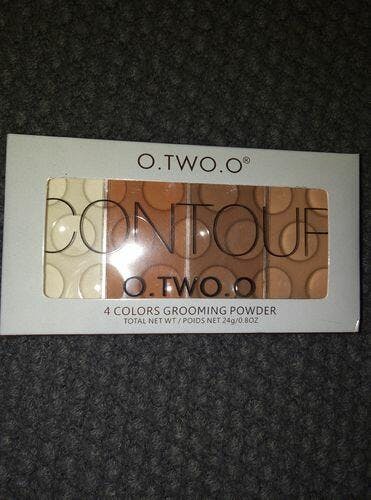 O.TWO.O®
CONTOUR
O.TWO.O
4 COLORS GROOMING POWDER
TOTAL NET WT / POIDS NET 24g/0.8OZ